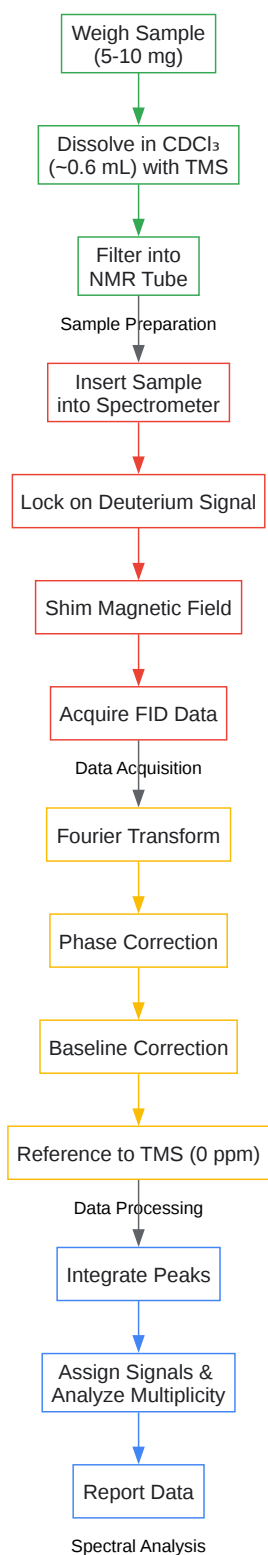 Weigh Sample
(5-10 mg)
Dissolve in CDCl₃
(~0.6 mL) with TMS
Filter into
NMR Tube
Sample Preparation
Insert Sample
into Spectrometer
Lock on Deuterium Signal
Shim Magnetic Field
Acquire FID Data
Data Acquisition
Fourier Transform
Phase Correction
Baseline Correction
Reference to TMS (0 ppm)
Data Processing
Integrate Peaks
Assign Signals &
Analyze Multiplicity
Report Data
Spectral Analysis